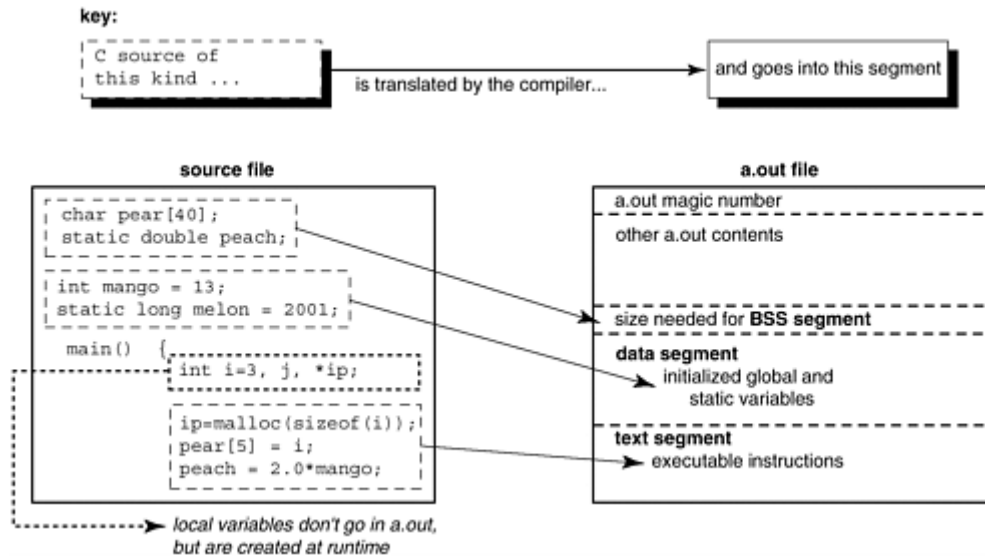 key:
C source of
this kind ...
is translated by the compiler...
and goes into this segment
source file
char pear[40];
static double peach;
int mango = 13;
static long melon = 2001;
main() {
int i=3, j, *ip;
ip=malloc(sizeof(i));
pear[5] = i;
peach = 2.0*mango;
local variables don't go in a.out,
but are created at runtime
a.out file
a.out magic number
other a.out contents
size needed for BSS segment
data segment
initialized global and
static variables
text segment
executable instructions